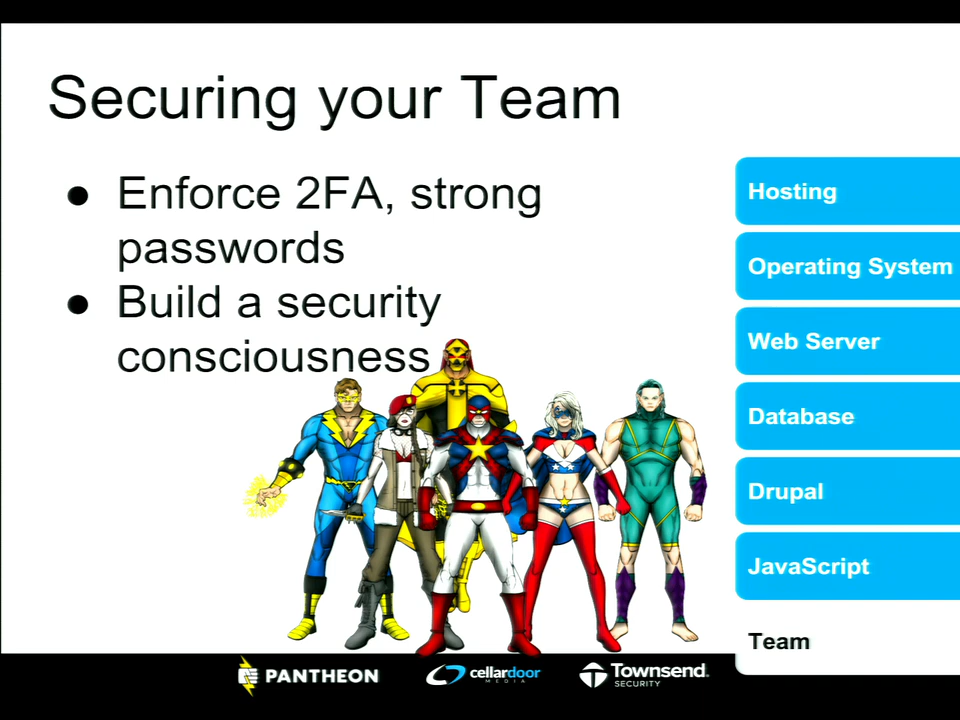 Securing your Team
● Enforce 2FA, strong
passwords
● Build a security
consciousness
Hosting
Operating System
Web Server
Database
Drupal
JavaScript
Team
PANTHEON
cellardoor
MEDIA
Townsend
SECURITY